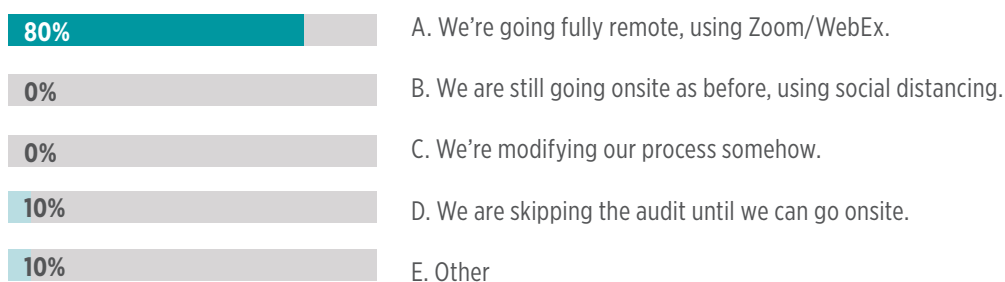 80% A. We’re going fully remote, using Zoom/WebEx.
0% B. We are still going onsite as before, using social distancing.
0% C. We’re modifying our process somehow.
10% D. We are skipping the audit until we can go onsite.
10% E. Other